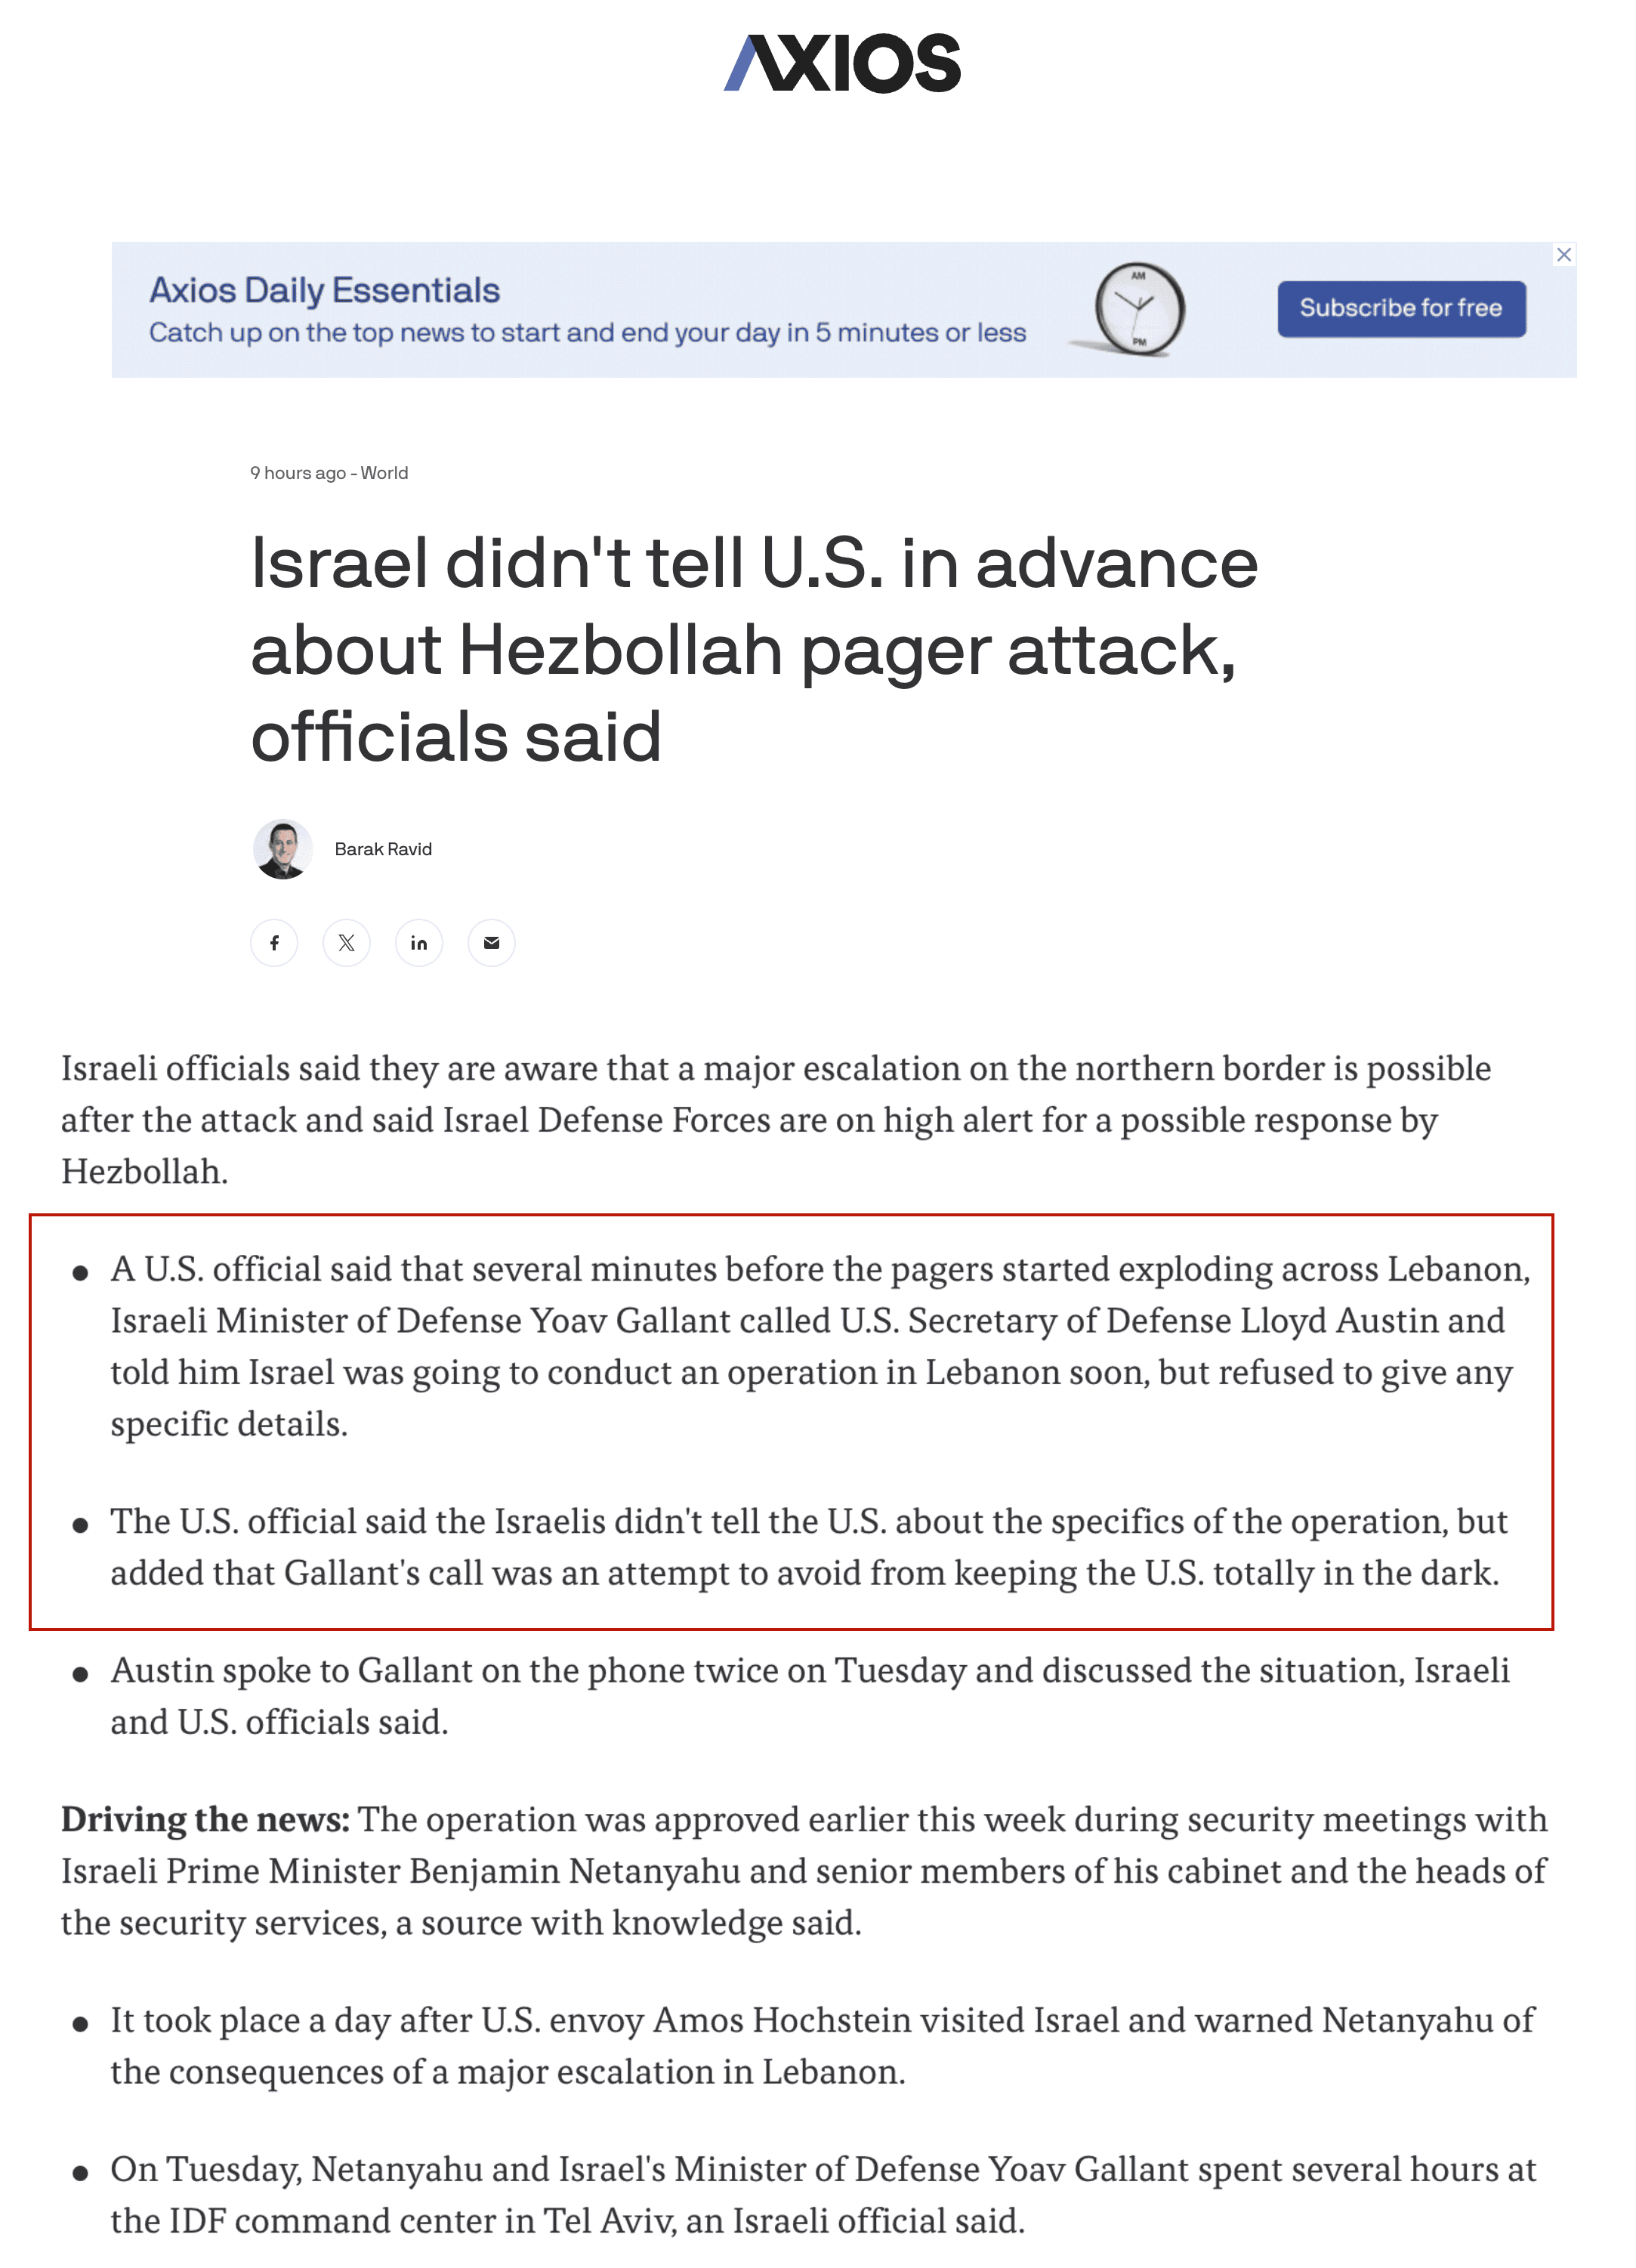 AXIOS
Axios Daily Essentials
Catch up on the top news to start and end your day in 5 minutes or less
AM
PM
Subscribe for free
9 hours ago - World
Israel didn't tell U.S. in advance
about Hezbollah pager attack,
officials said
Barak Ravid
Israeli officials said they are aware that a major escalation on the northern border is possible
after the attack and said Israel Defense Forces are on high alert for a possible response by
Hezbollah.
● A U.S. official said that several minutes before the pagers started exploding across Lebanon,
Israeli Minister of Defense Yoav Gallant called U.S. Secretary of Defense Lloyd Austin and
told him Israel was going to conduct an operation in Lebanon soon, but refused to give any
specific details.
● The U.S. official said the Israelis didn't tell the U.S. about the specifics of the operation, but
added that Gallant's call was an attempt to avoid from keeping the U.S. totally in the dark.
● Austin spoke to Gallant on the phone twice on Tuesday and discussed the situation, Israeli
and U.S. officials said.
Driving the news: The operation was approved earlier this week during security meetings with
Israeli Prime Minister Benjamin Netanyahu and senior members of his cabinet and the heads of
the security services, a source with knowledge said.
● It took place a day after U.S. envoy Amos Hochstein visited Israel and warned Netanyahu of
the consequences of a major escalation in Lebanon.
● On Tuesday, Netanyahu and Israel's Minister of Defense Yoav Gallant spent several hours at
the IDF command center in Tel Aviv, an Israeli official said.